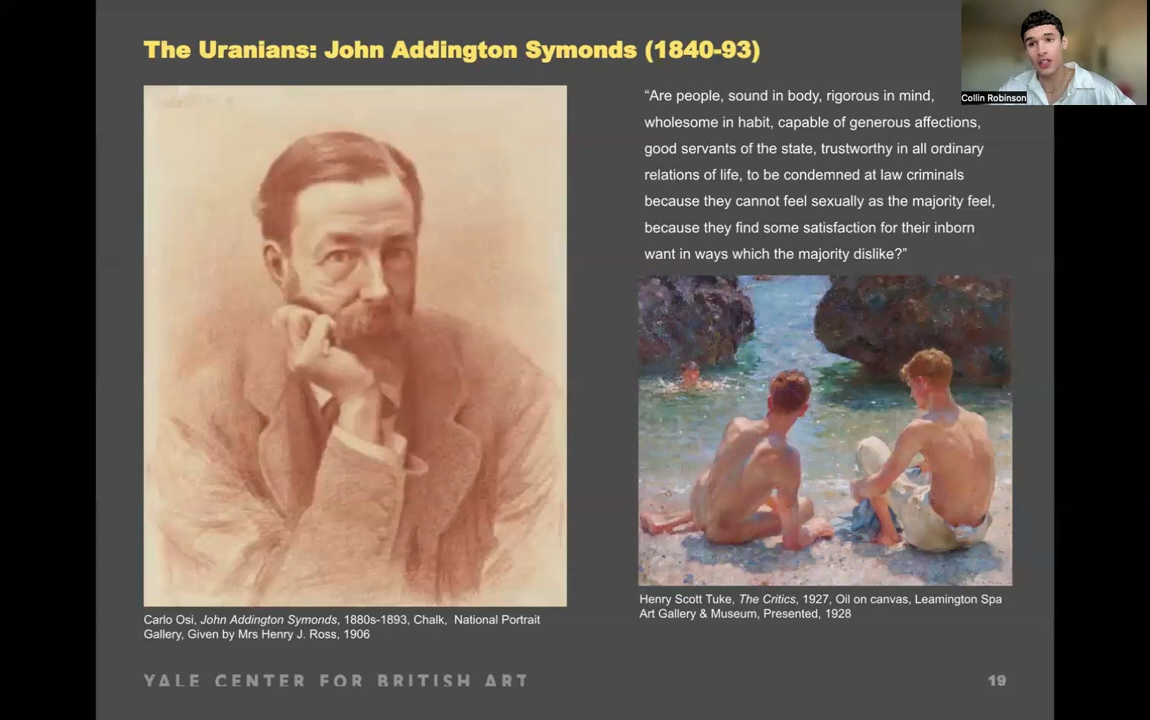 The Uranians: John Addington Symonds (1840-93)
“Are people, sound in body, rigorous in mind,
wholesome in habit, capable of generous affections,
good servants of the state, trustworthy in all ordinary
relations of life, to be condemned at law criminals
because they cannot feel sexually as the majority feel,
because they find some satisfaction for their inborn
want in ways which the majority dislike?”
Collin Robinson
Carlo Osi, John Addington Symonds, 1880s-1893, Chalk, National Portrait
Gallery, Given by Mrs Henry J. Ross, 1906
Henry Scott Tuke, The Critics, 1927, Oil on canvas, Leamington Spa
Art Gallery & Museum, Presented, 1928
YALE CENTER FOR BRITISH ART
19